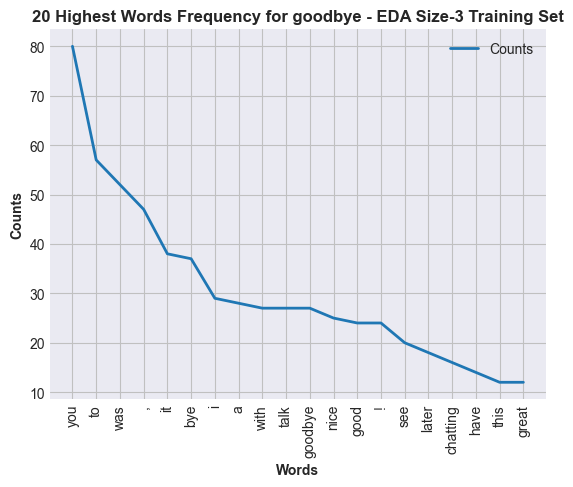 20 Highest Words Frequency for goodbye - EDA Size-3 Training Set
Counts
80
70
60
50
40
30
20
10
Counts
you
to
was
,
it
bye
i
a
with
talk
goodbye
nice
good
!
see
later
chatting
have
this
great
Words